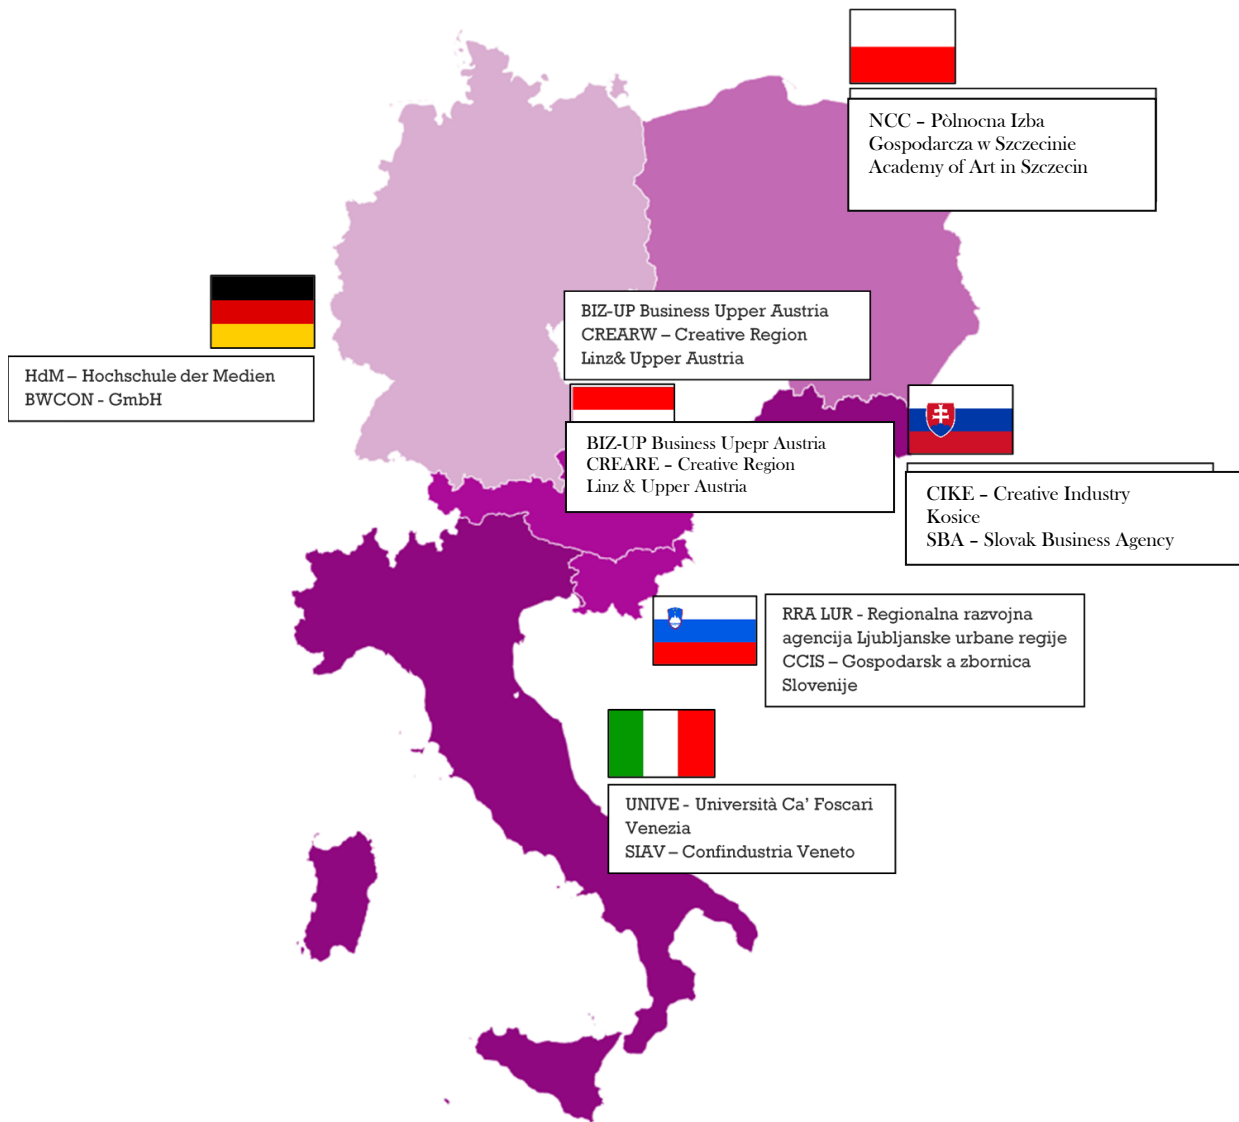 NCC – Pòlnocna Izba
Gospodarcza w Szczecinie
Academy of Art in Szczecin
BIZ-UP Business Upper Austria
CREARW – Creative Region
Linz& Upper Austria
HdM – Hochschule der Medien
BWCON - GmbH
BIZ-UP Business Upepr Austria
CREARE – Creative Region
Linz & Upper Austria
CIKE – Creative Industry
Kosice
SBA – Slovak Business Agency
RRA LUR - Regionalna razvojna
agencija Ljubljanske urbane regije
CCIS – Gospodarsk a zbornica
Slovenije
UNIVE - Università Ca’ Foscari
Venezia
SIAV – Confindustria Veneto